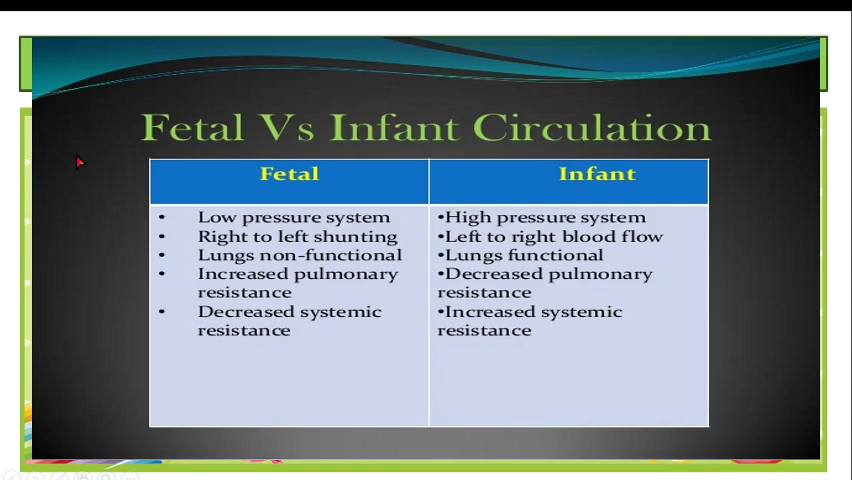 Fetal Vs Infant Circulation
Fetal
• Low pressure system
• Right to left shunting
• Lungs non-functional
• Increased pulmonary
resistance
• Decreased systemic
resistance
Infant
•High pressure system
•Left to right blood flow
•Lungs functional
•Decreased pulmonary
resistance
•Increased systemic
resistance